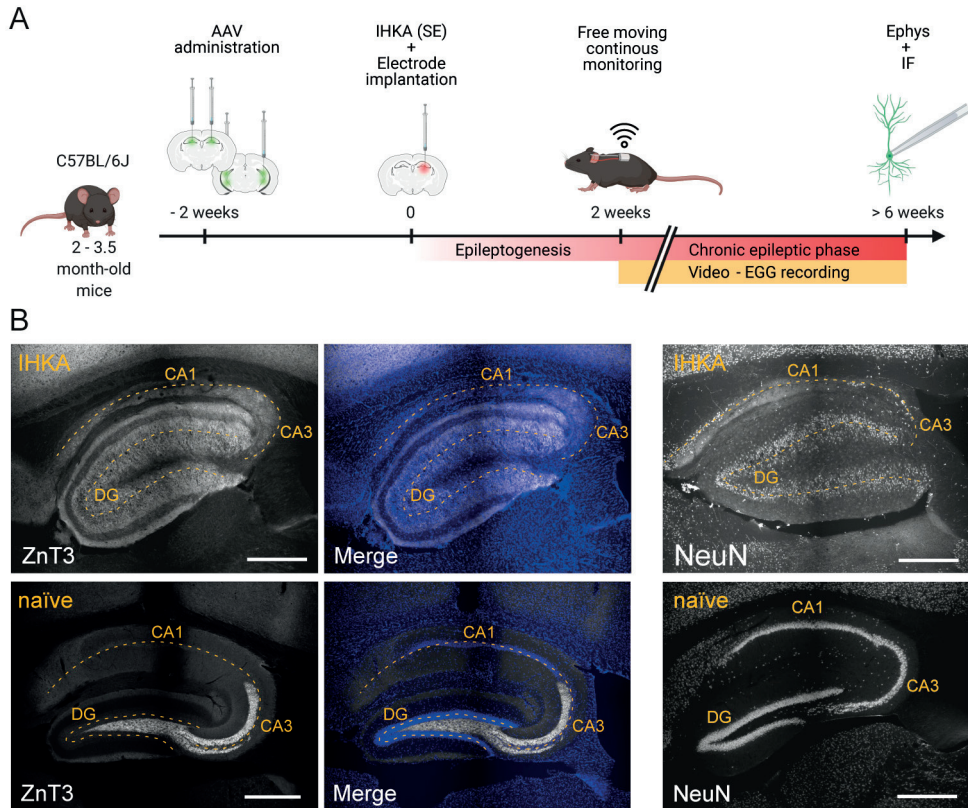 A
AAV
administration
IHKA (SE)
+
Electrode
implantation
Free moving
continous
monitoring
Ephys
+
IF
C57BL/6J
2 - 3.5
month-old
mice
- 2 weeks
0
2 weeks
> 6 weeks
Epileptogenesis
Chronic epileptic phase
Video - EGG recording
B
IHKA
CA1
CA3
DG
ZnT3
CA1
CA3
DG
Merge
IHKA
CA1
CA3
DG
NeuN
naïve
CA1
DG
CA3
ZnT3
CA1
DG
CA3
Merge
naïve
CA1
CA3
DG
NeuN